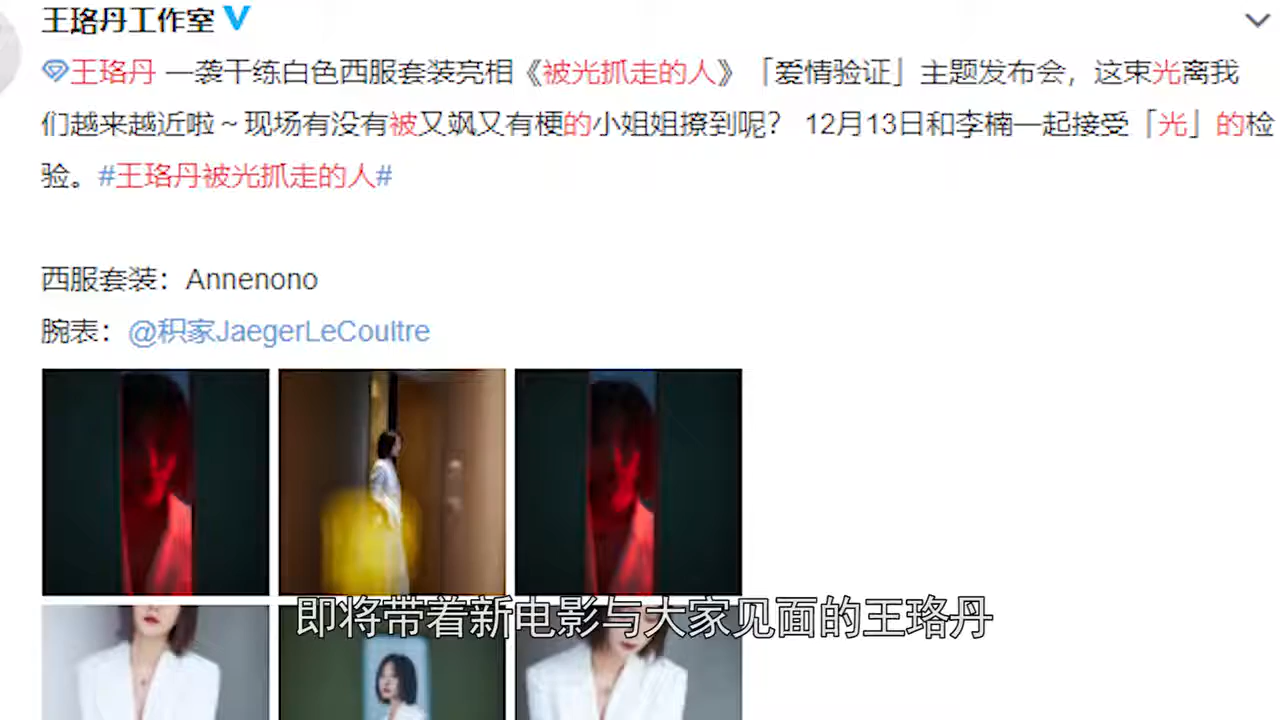 王珞丹工作室
王珞丹 一袭干练白色西服套装亮相《被光抓走的人》「爱情验证」主题发布会，这束光离我
们越来越近啦～现场有没有被又飒又有梗的小姐姐撩到呢？ 12月13日和李楠一起接受「光」的检
验。#王珞丹被光抓走的人#
西服套装：Annenono
腕表：@积家JaegerLeCoultre
即将带着新电影与大家见面的王珞丹